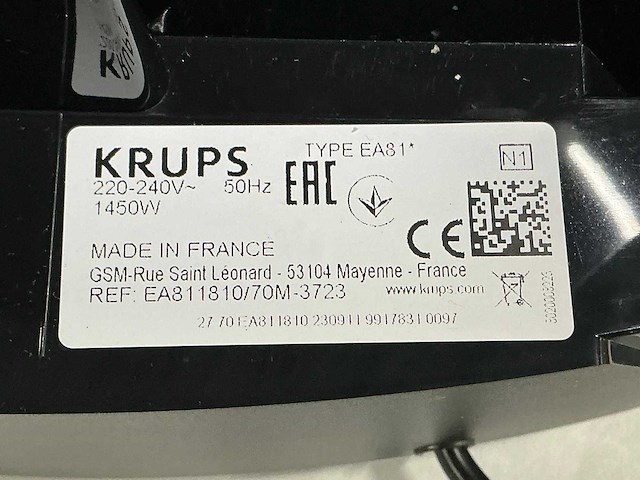 KRUPS TYPE EA81* N1
220-240V~ 50Hz EAC
1450W
CE
MADE IN FRANCE
GSM-Rue Saint Léonard - 53104 Mayenne - France
REF: EA811810/70M-3723 www.krups.com
27 70 EA811810 230911 9917831 0097